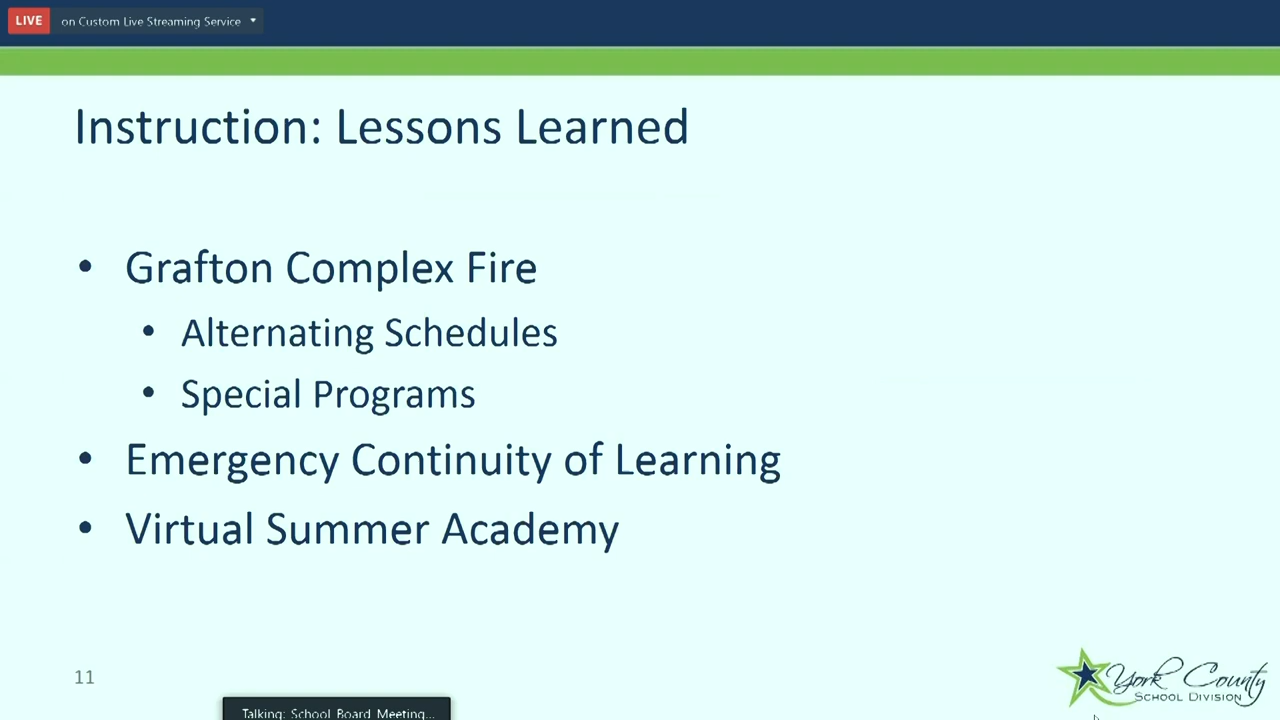 LIVE on Custom Live Streaming Service
Instruction: Lessons Learned
• Grafton Complex Fire
• Alternating Schedules
• Special Programs
• Emergency Continuity of Learning
• Virtual Summer Academy
11
York County
SCHOOL DIVISION
Talking: School Board Meeting...